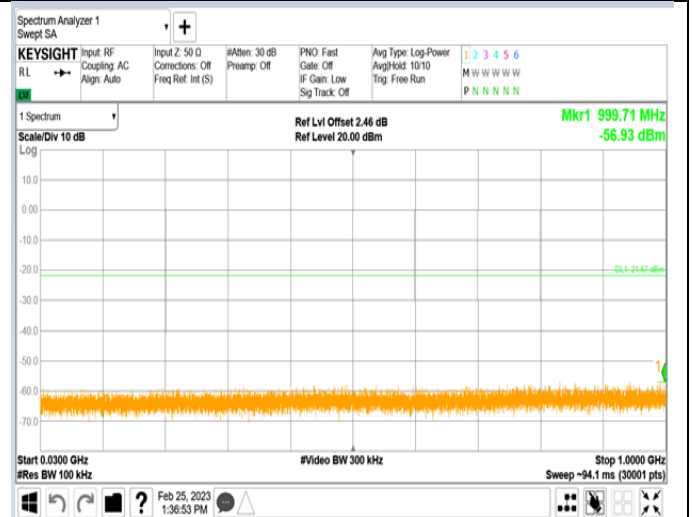 Spectrum Analyzer 1
Swept SA
+
KEYSIGHT
RL
Input: RF
Coupling: AC
Align: Auto
Input Z: 50 Ω
Corrections: Off
Freq Ref: Int (S)
#Atten: 30 dB
Preamp: Off
PNO: Fast
Gate: Off
IF Gain: Low
Sig Track: Off
Avg Type: Log-Power
Avg|Hold: 10/10
Trig: Free Run
1 2 3 4 5 6
M W W W W W
P N N N N N
1 Spectrum
Scale/Div 10 dB
Ref Lvl Offset 2.46 dB
Ref Level 20.00 dBm
Mkr1 999.71 MHz
-56.93 dBm
Log
10.0
0.00
-10.0
-20.0
DL1 -21.67 dBm
-30.0
-40.0
-50.0
1
-60.0
-70.0
Start 0.0300 GHz
#Res BW 100 kHz
#Video BW 300 kHz
Stop 1.0000 GHz
Sweep ~94.1 ms (30001 pts)
?
Feb 25, 2023
1:36:53 PM